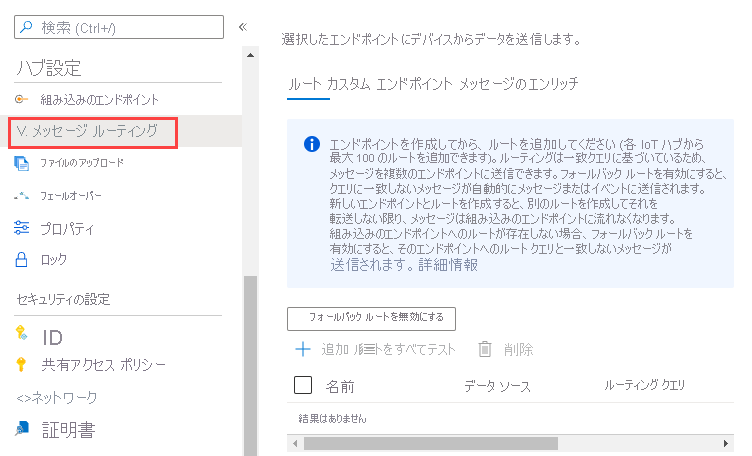 検索 (Ctrl+/)
«
ハブ設定
組み込みのエンドポイント
V. メッセージ ルーティング
ファイルのアップロード
フェールオーバー
プロパティ
ロック
セキュリティの設定
ID
共有アクセス ポリシー
<>ネットワーク
証明書
選択したエンドポイントにデバイスからデータを送信します。
ルート カスタム エンドポイント メッセージのエンリッチ
エンドポイントを作成してから、ルートを追加してください (各 IoT ハブから
最大 100 のルートを追加できます)。ルーティングは一致クエリに基づいているため、
メッセージを複数のエンドポイントに送信できます。フォールバック ルートを有効にすると、
クエリに一致しないメッセージが自動的にメッセージまたはイベントに送信されます。
新しいエンドポイントとルートを作成すると、別のルートを作成してそれを
転送しない限り、メッセージは組み込みのエンドポイントに流れなくなります。
組み込みのエンドポイントへのルートが存在しない場合、フォールバック ルートを
有効にすると、そのエンドポイントへのルート クエリと一致しないメッセージが
送信されます。詳細情報
フォールバック ルートを無効にする
追加 ルートをすべてテスト 削除
名前 データ ソース ルーティング クエリ
結果はありません